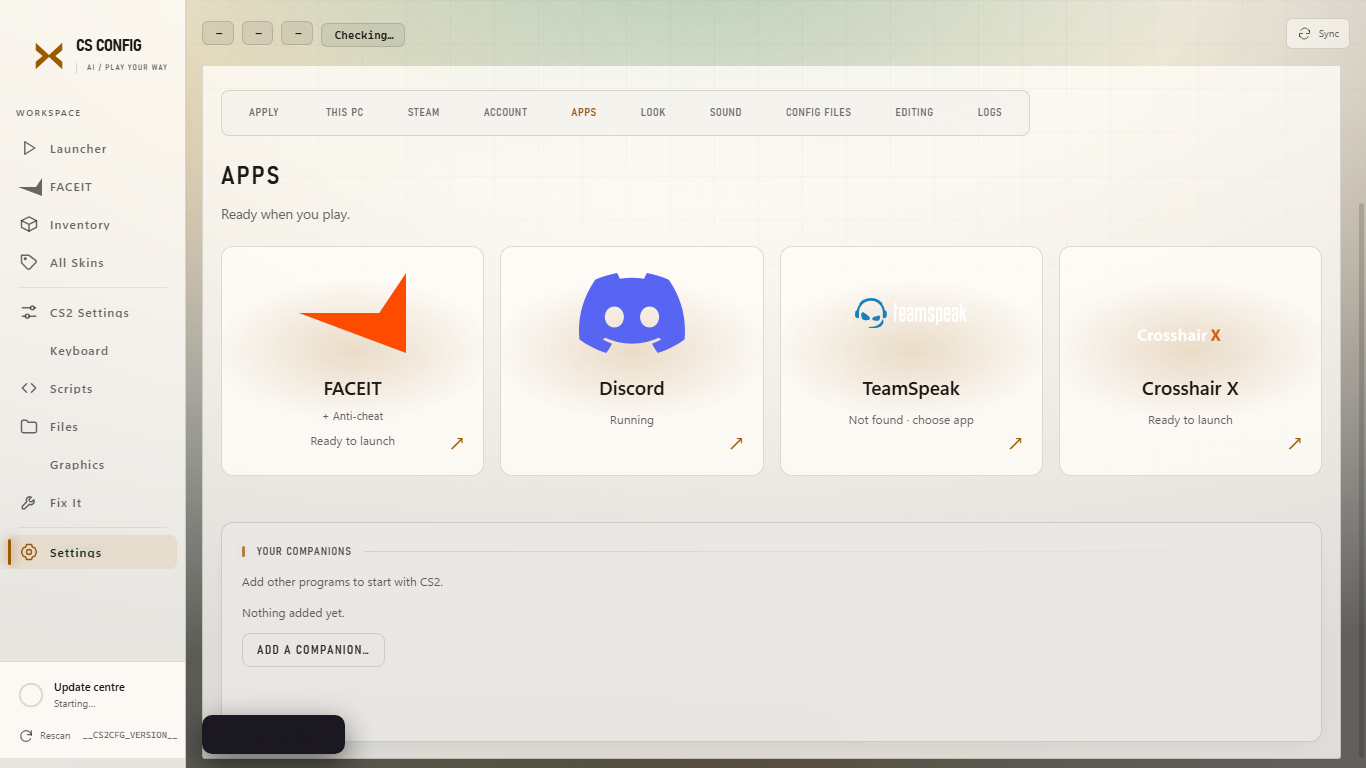 CS CONFIG
AI / PLAY YOUR WAY
WORKSPACE
Launcher
FACEIT
Inventory
All Skins
CS2 Settings
Keyboard
Scripts
Files
Graphics
Fix It
Settings
Update centre
Starting…
Rescan
__CS2CFG_VERSION__
– – – Checking…
Sync
APPLY THIS PC STEAM ACCOUNT APPS LOOK SOUND CONFIG FILES EDITING LOGS
APPS
Ready when you play.
FACEIT
+ Anti-cheat
Ready to launch
↗
Discord
Running
↗
teamspeak
TeamSpeak
Not found · choose app
↗
Crosshair X
Crosshair X
Ready to launch
↗
YOUR COMPANIONS
Add other programs to start with CS2.
Nothing added yet.
ADD A COMPANION…